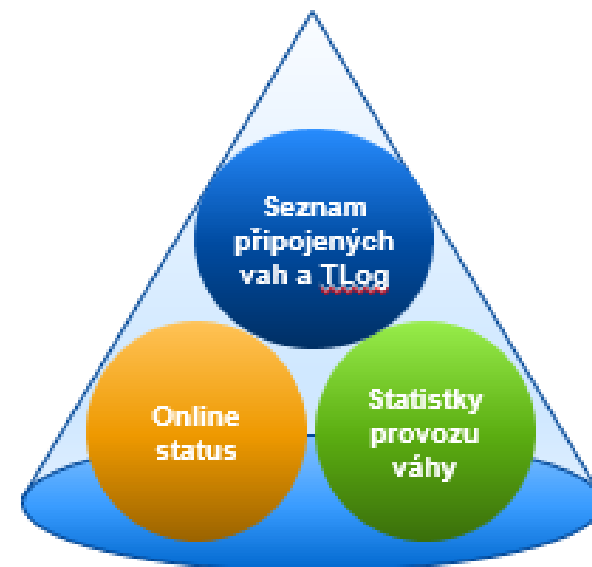 Seznam
připojených
vah a TLog
Online
status
Statistky
provozu
váhy